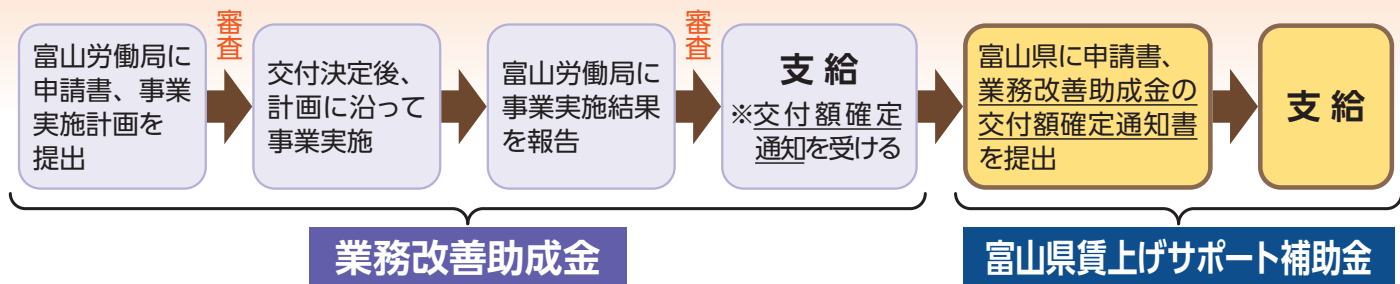 富山労働局に
申請書、事業
実施計画を
提出
審査
交付決定後、
計画に沿って
事業実施
富山労働局に
事業実施結果
を報告
審査
支給
※交付額確定
通知を受ける
富山県に申請書、
業務改善助成金の
交付額確定通知書
を提出
支給
業務改善助成金
富山県賃上げサポート補助金